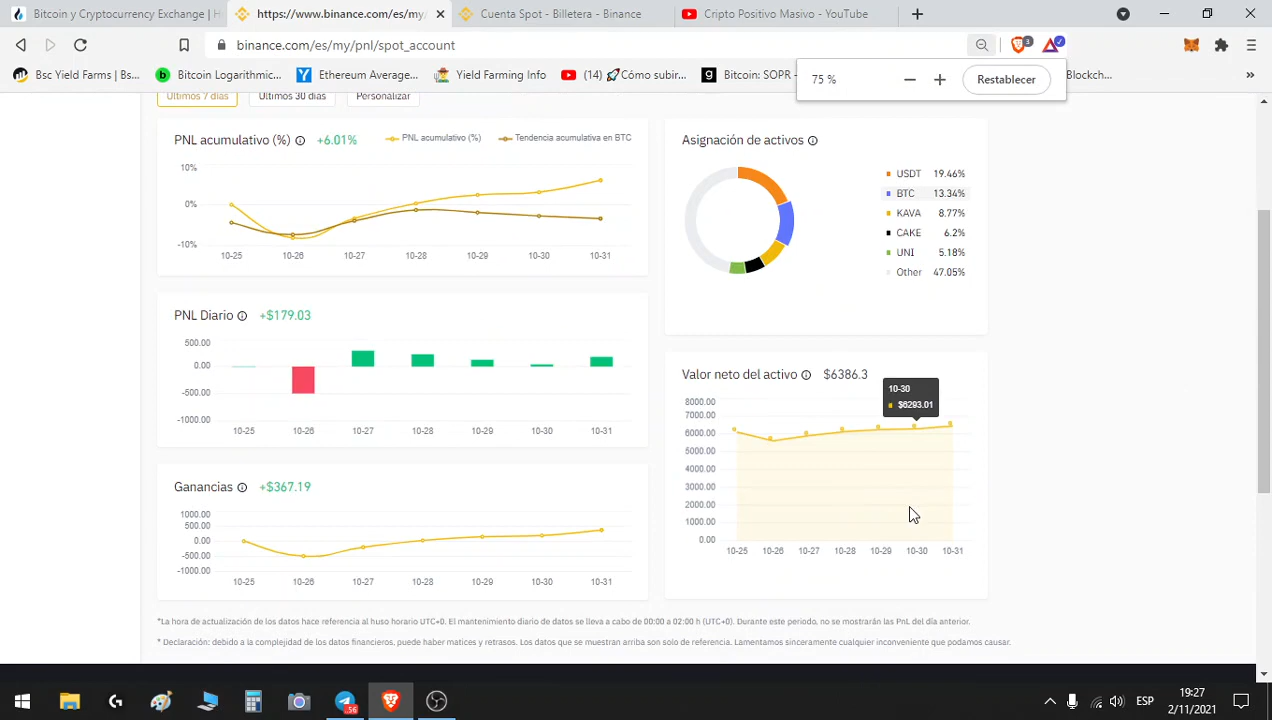 Bitcoin y Cryptocurrency Exchange | H
https://www.binance.com/es/my/
Cuenta Spot - Billetera - Binance
Cripto Positivo Masivo - YouTube
binance.com/es/my/pnl/spot_account
3
Bsc Yield Farms | Bs...
Bitcoin Logarithmic...
Ethereum Average...
Yield Farming Info
(14) 🚀Cómo subir...
Bitcoin: SOPR -
Blockc...
75 %
Restablecer
Últimos 7 días
Últimos 30 días
Personalizar
PNL acumulativo (%)
+6.01%
PNL acumulativo (%)
Tendencia acumulativa en BTC
10%
0%
-10%
10-25 10-26 10-27 10-28 10-29 10-30 10-31
Asignación de activos
USDT 19.46%
BTC 13.34%
KAVA 8.77%
CAKE 6.2%
UNI 5.18%
Other 47.05%
PNL Diario
+$179.03
500.00
0.00
-500.00
-1000.00
10-25 10-26 10-27 10-28 10-29 10-30 10-31
Valor neto del activo
$6386.3
10-30
$6293.01
8000.00
7000.00
6000.00
5000.00
4000.00
3000.00
2000.00
1000.00
0.00
10-25 10-26 10-27 10-28 10-29 10-30 10-31
Ganancias
+$367.19
1000.00
500.00
0.00
-500.00
-1000.00
10-25 10-26 10-27 10-28 10-29 10-30 10-31
*La hora de actualización de los datos hace referencia al huso horario UTC+0. El mantenimiento diario de datos se lleva a cabo de 00:00 a 02:00 h (UTC+0). Durante este periodo, no se mostrarán las PnL del día anterior.
* Declaración: debido a la complejidad de los datos financieros, puede haber matices y retrasos. Los datos que se muestran arriba son solo de referencia. Lamentamos sinceramente cualquier inconveniente que podamos causar.
56
ESP
19:27
2/11/2021